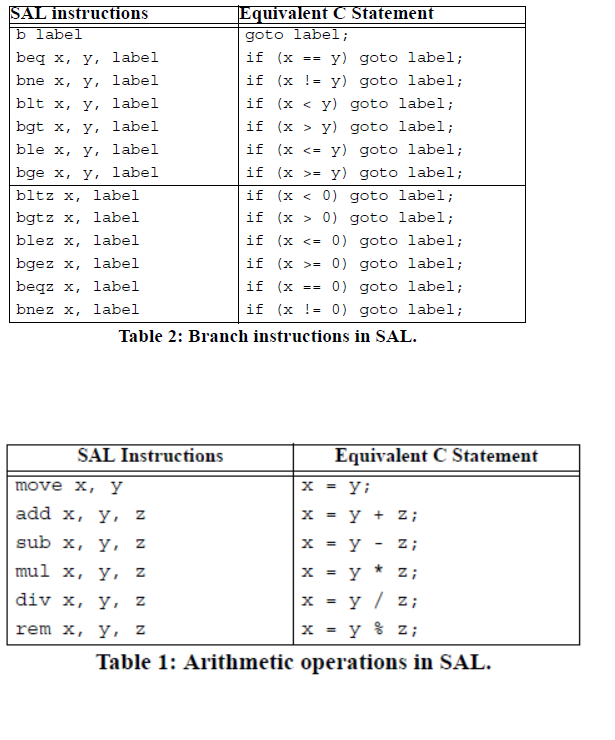 SAL instructions Equivalent C Statement
b label goto label;
beq x, y, label if (x == y) goto label;
bne x, y, label if (x != y) goto label;
blt x, y, label if (x < y) goto label;
bgt x, y, label if (x > y) goto label;
ble x, y, label if (x <= y) goto label;
bge x, y, label if (x >= y) goto label;
bltz x, label if (x < 0) goto label;
bgtz x, label if (x > 0) goto label;
blez x, label if (x <= 0) goto label;
bgez x, label if (x >= 0) goto label;
beqz x, label if (x == 0) goto label;
bnez x, label if (x != 0) goto label;
Table 2: Branch instructions in SAL.
SAL Instructions Equivalent C Statement
move x, y x = y;
add x, y, z x = y + z;
sub x, y, z x = y - z;
mul x, y, z x = y * z;
div x, y, z x = y / z;
rem x, y, z x = y % z;
Table 1: Arithmetic operations in SAL.